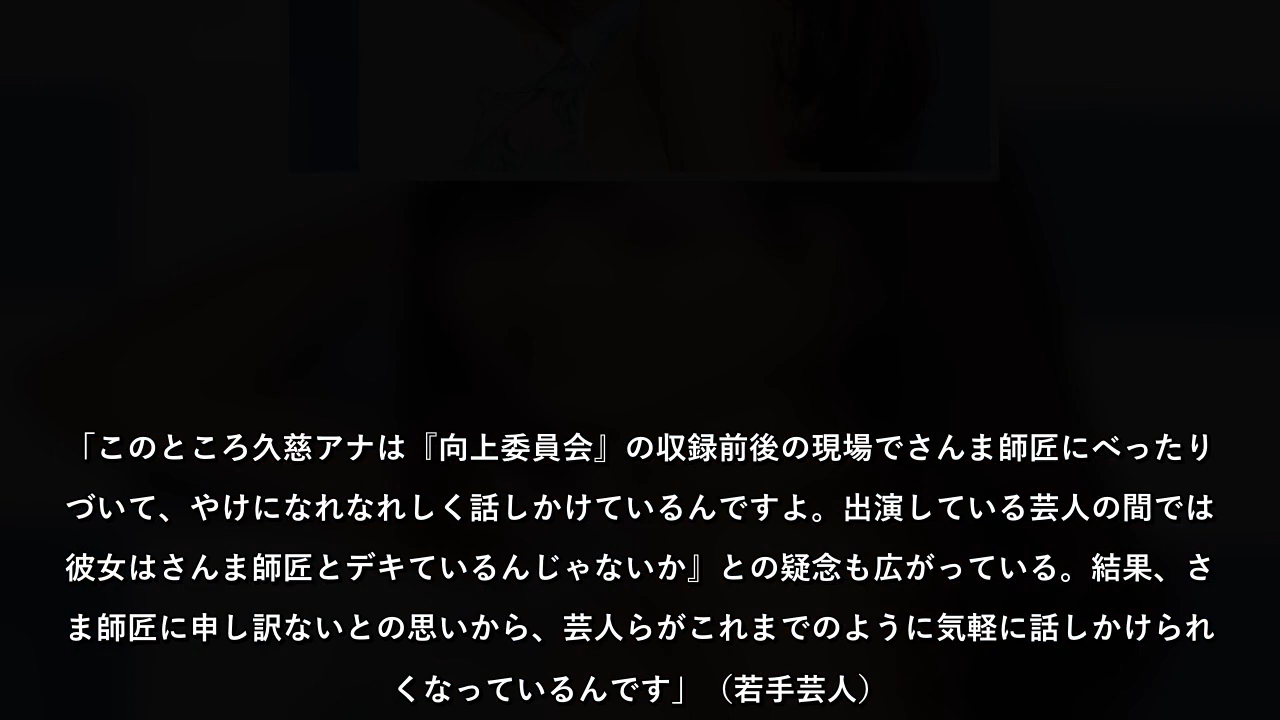 「このところ久慈アナは『向上委員会』の収録前後の現場でさんま師匠にべったり
づいて、やけになれなれしく話しかけているんですよ。出演している芸人の間では
彼女はさんま師匠とデキているんじゃないか』との疑念も広がっている。結果、さ
ま師匠に申し訳ないとの思いから、芸人らがこれまでのように気軽に話しかけられ
くなっているんです」（若手芸人）